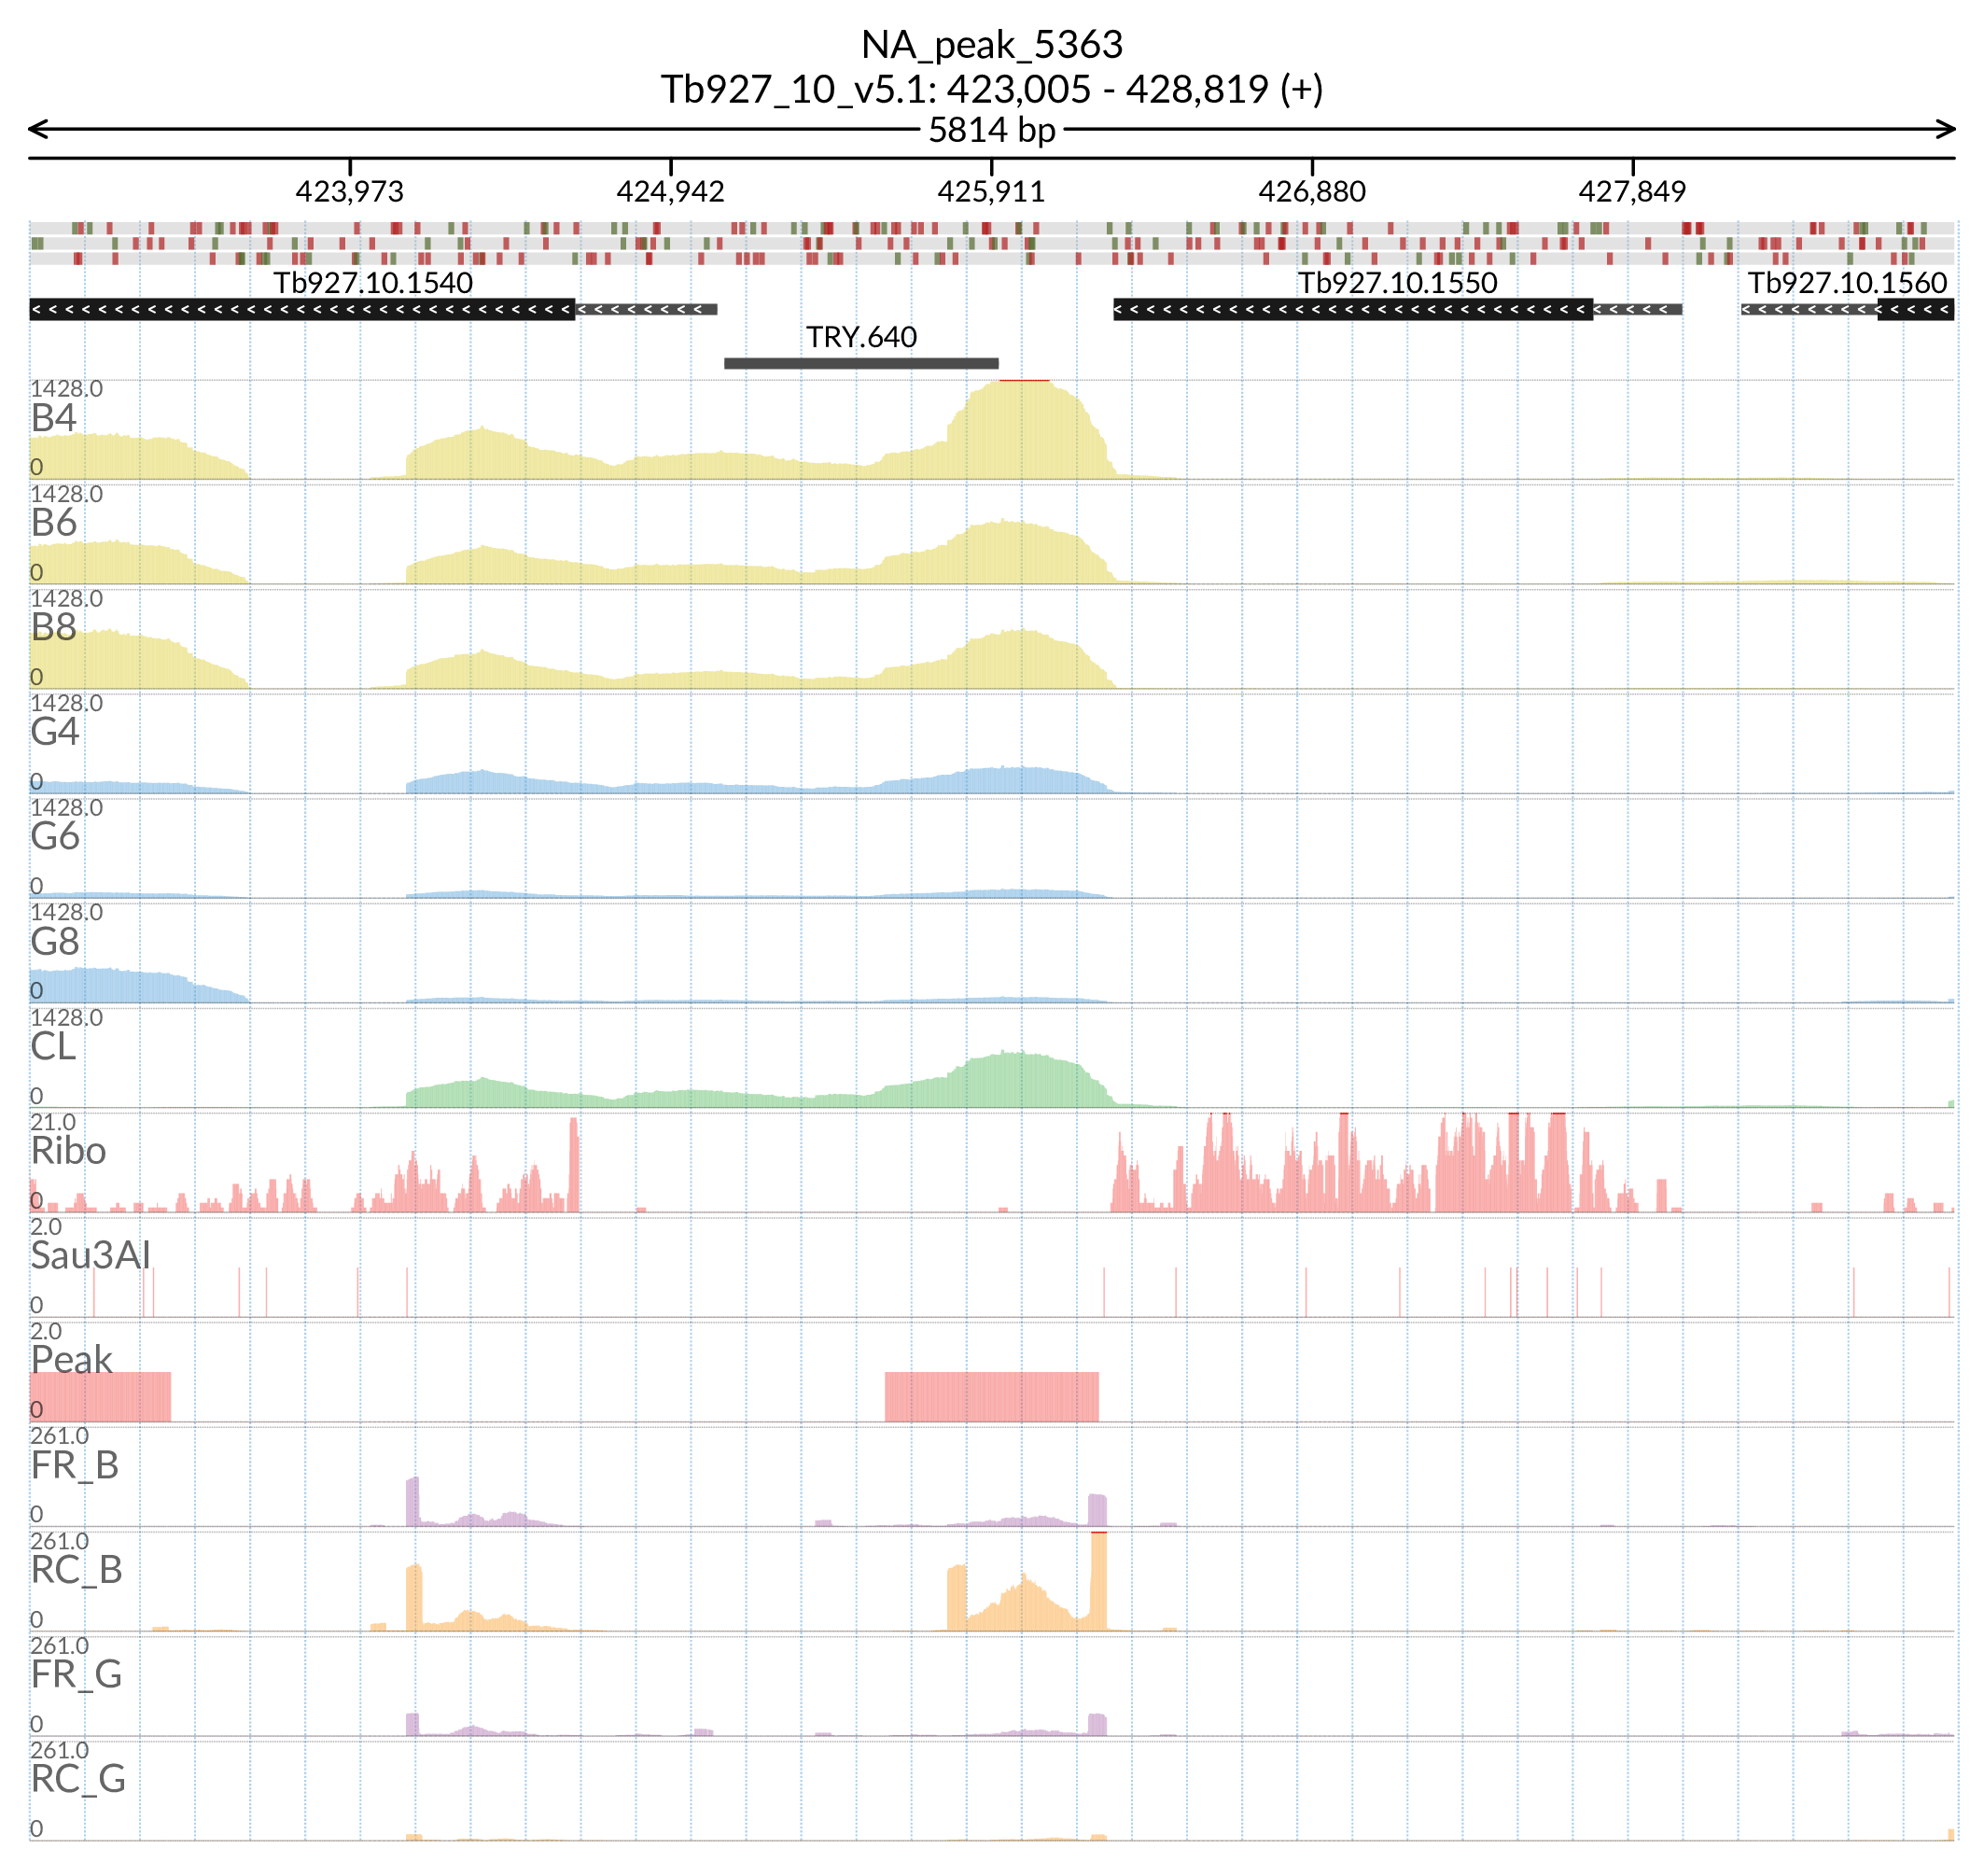 NA_peak_5363
Tb927_10_v5.1: 423,005 - 428,819 (+)
5814 bp
423,973 424,942 425,911 426,880 427,849
Tb927.10.1540 Tb927.10.1550 Tb927.10.1560
TRY.640
1428.0
B4
0
1428.0
B6
0
1428.0
B8
0
1428.0
G4
0
1428.0
G6
0
1428.0
G8
0
1428.0
CL
0
21.0
Ribo
0
2.0
Sau3AI
0
2.0
Peak
0
261.0
FR_B
0
261.0
RC_B
0
261.0
FR_G
0
261.0
RC_G
0